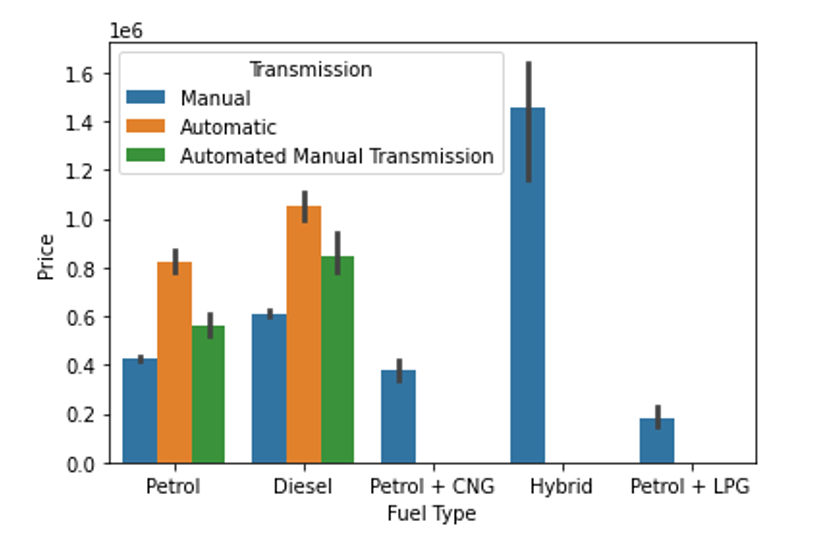 1e6
Transmission
Manual
Automatic
Automated Manual Transmission
1.6
1.4
1.2
1.0
0.8
0.6
0.4
0.2
0.0
Price
Petrol Diesel Petrol + CNG Hybrid Petrol + LPG
Fuel Type